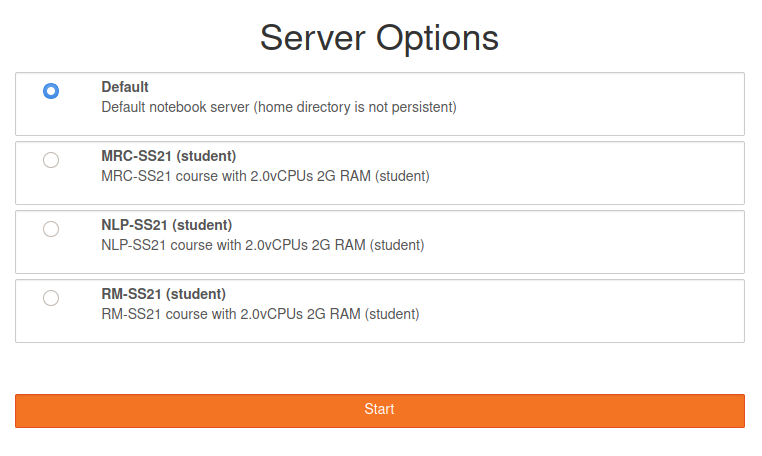 Server Options
Default
Default notebook server (home directory is not persistent)
MRC-SS21 (student)
MRC-SS21 course with 2.0vCPUs 2G RAM (student)
NLP-SS21 (student)
NLP-SS21 course with 2.0vCPUs 2G RAM (student)
RM-SS21 (student)
RM-SS21 course with 2.0vCPUs 2G RAM (student)
Start